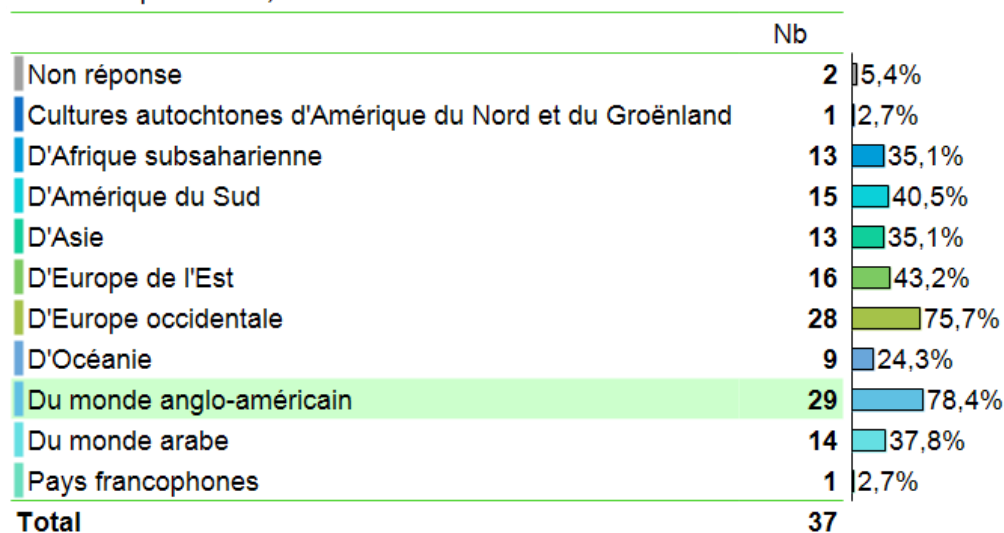 Nb
Non réponse 2 5,4%
Cultures autochtones d'Amérique du Nord et du Groënland 1 2,7%
D'Afrique subsaharienne 13 35,1%
D'Amérique du Sud 15 40,5%
D'Asie 13 35,1%
D'Europe de l'Est 16 43,2%
D'Europe occidentale 28 75,7%
D'Océanie 9 24,3%
Du monde anglo-américain 29 78,4%
Du monde arabe 14 37,8%
Pays francophones 1 2,7%
Total 37